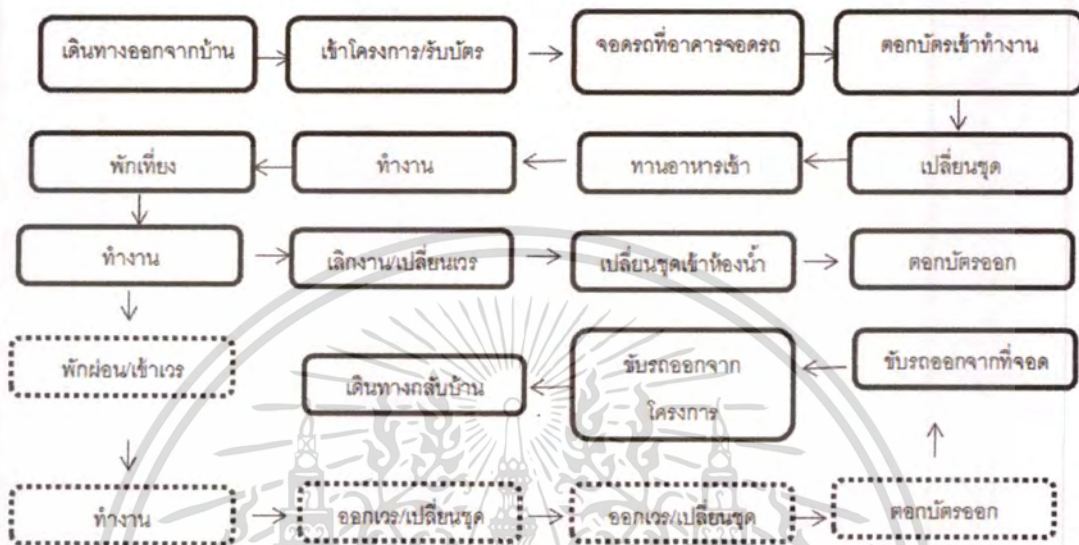 เดินทางออกจากบ้าน
เข้าโครงการ/รับบัตร
จอดรถที่อาคารจอดรถ
ตอกบัตรเข้าทำงาน
พักเที่ยง
ทำงาน
ทานอาหารเช้า
เปลี่ยนชุด
ทำงาน
เลิกงาน/เปลี่ยนเวร
เปลี่ยนชุดเข้าห้องน้ำ
ตอกบัตรออก
พักผ่อน/เข้าเวร
เดินทางกลับบ้าน
ขับรถออกจาก
โครงการ
ขับรถออกจากที่จอด
ทำงาน
ออกเวร/เปลี่ยนชุด
ออกเวร/เปลี่ยนชุด
ตอกบัตรออก